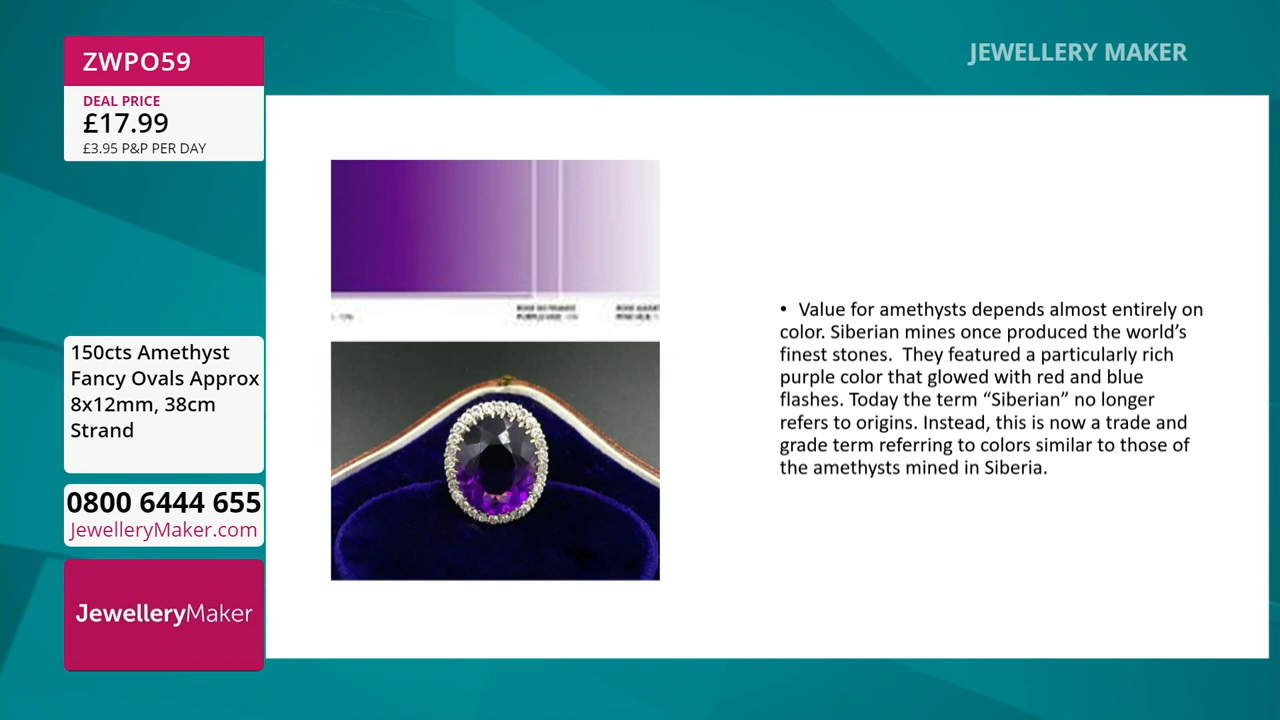 ZWPO59
DEAL PRICE
£17.99
£3.95 P&P PER DAY
JEWELLERY MAKER
150cts Amethyst
Fancy Ovals Approx
8x12mm, 38cm
Strand
0800 6444 655
JewelleryMaker.com
JewelleryMaker
• Value for amethysts depends almost entirely on
color. Siberian mines once produced the world’s
finest stones.  They featured a particularly rich
purple color that glowed with red and blue
flashes. Today the term “Siberian” no longer
refers to origins. Instead, this is now a trade and
grade term referring to colors similar to those of
the amethysts mined in Siberia.